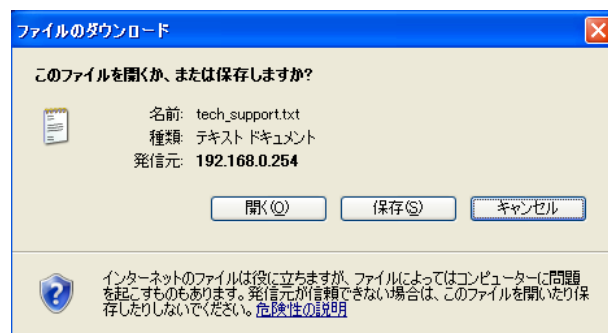 ファイルのダウンロード
このファイルを開くか、または保存しますか?
名前: tech_support.txt
種類: テキスト ドキュメント
発信元: 192.168.0.254
開く(O)
保存(S)
キャンセル
インターネットのファイルは役に立ちますが、ファイルによってはコンピューターに問題
を起こすものもあります。発信元が信頼できない場合は、このファイルを開いたり保
存したりしないでください。危険性の説明